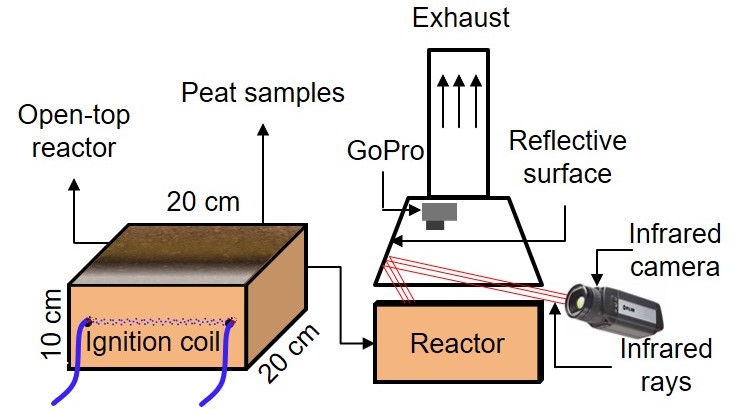 Exhaust
Peat samples
Open-top
reactor
GoPro
Reflective
surface
20 cm
Infrared
camera
10 cm
Ignition coil
20 cm
Reactor
Infrared
rays